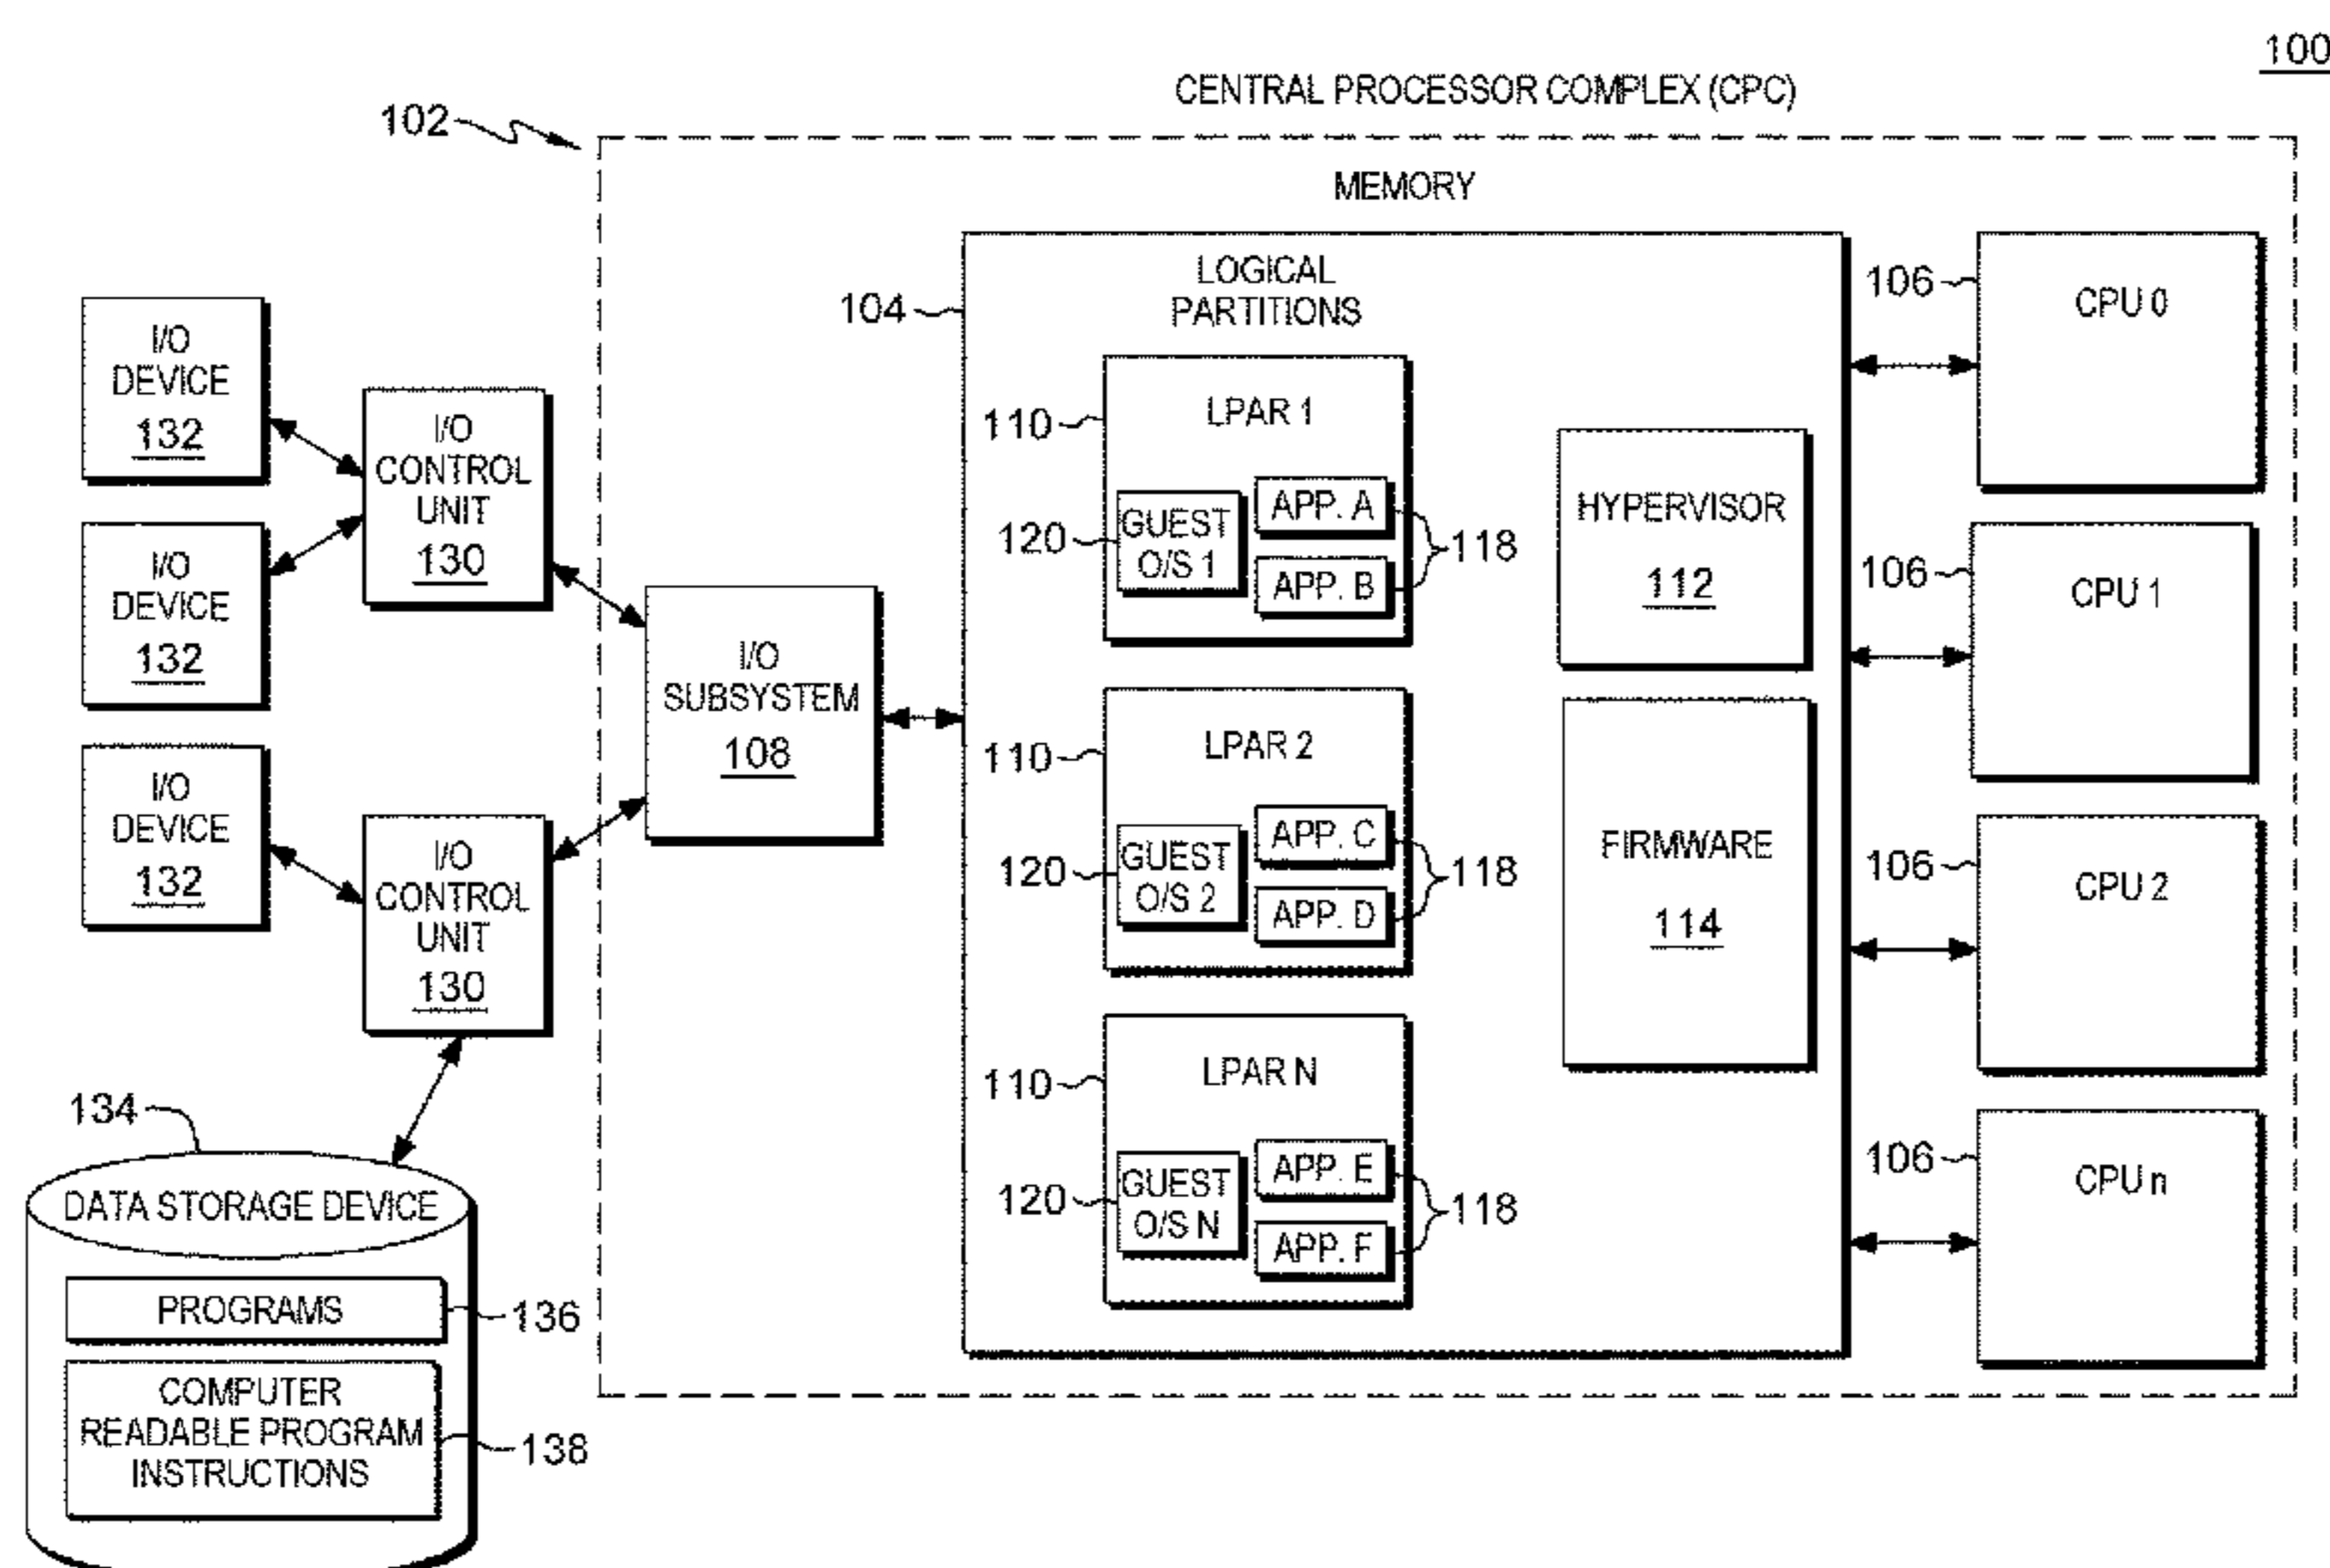 100
CENTRAL PROCESSOR COMPLEX (CPC)
102
MEMORY
LOGICAL
PARTITIONS
104
I/O
DEVICE
132
I/O
DEVICE
132
I/O
DEVICE
132
I/O
CONTROL
UNIT
130
I/O
CONTROL
UNIT
130
I/O
SUBSYSTEM
108
110
LPAR 1
120
GUEST
O/S 1
APP. A
APP. B
118
110
LPAR 2
120
GUEST
O/S 2
APP. C
APP. D
118
110
LPAR N
120
GUEST
O/S N
APP. E
APP. F
118
HYPERVISOR
112
FIRMWARE
114
106
CPU 0
106
CPU 1
106
CPU 2
106
CPU n
134
DATA STORAGE DEVICE
PROGRAMS
136
COMPUTER
READABLE PROGRAM
INSTRUCTIONS
138